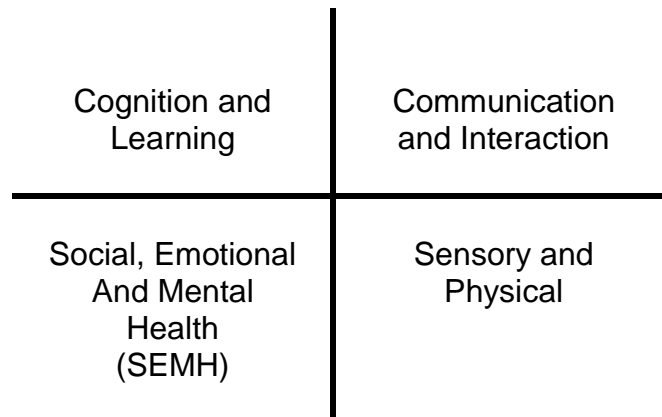 Cognition and
Learning
Communication
and Interaction
Social, Emotional
And Mental
Health
(SEMH)
Sensory and
Physical